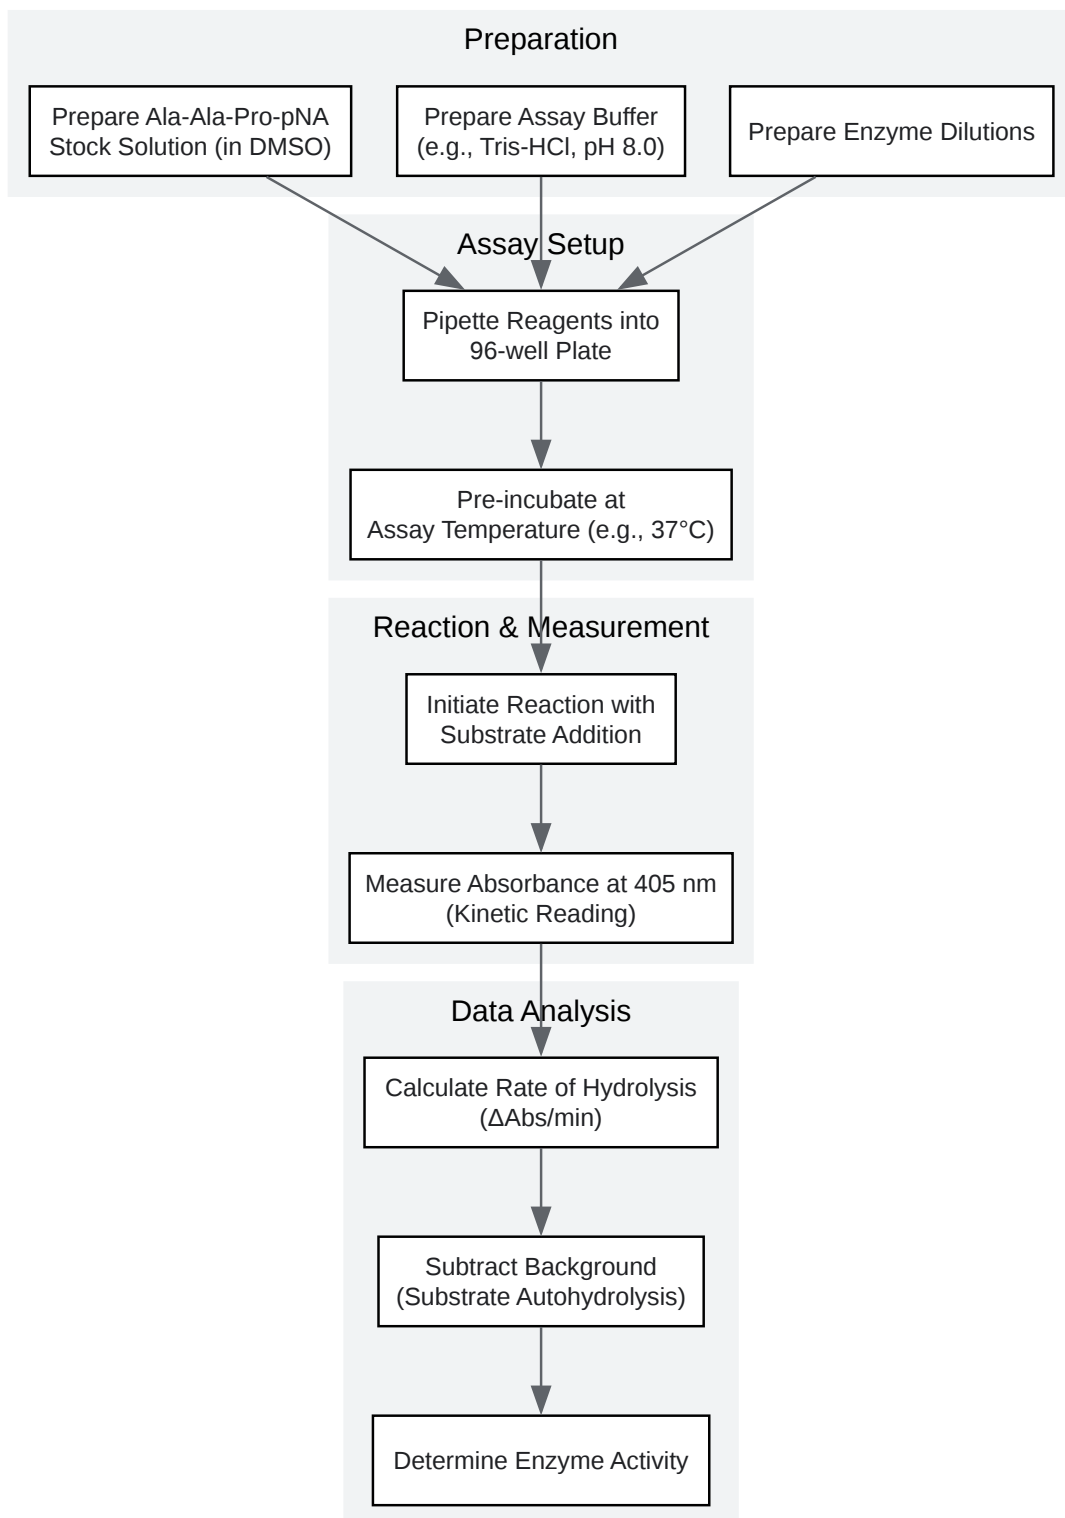 Preparation
Prepare Ala-Ala-Pro-pNA
Stock Solution (in DMSO)
Prepare Assay Buffer
(e.g., Tris-HCl, pH 8.0)
Prepare Enzyme Dilutions
Assay Setup
Pipette Reagents into
96-well Plate
Pre-incubate at
Assay Temperature (e.g., 37°C)
Reaction & Measurement
Initiate Reaction with
Substrate Addition
Measure Absorbance at 405 nm
(Kinetic Reading)
Data Analysis
Calculate Rate of Hydrolysis
(ΔAbs/min)
Subtract Background
(Substrate Autohydrolysis)
Determine Enzyme Activity